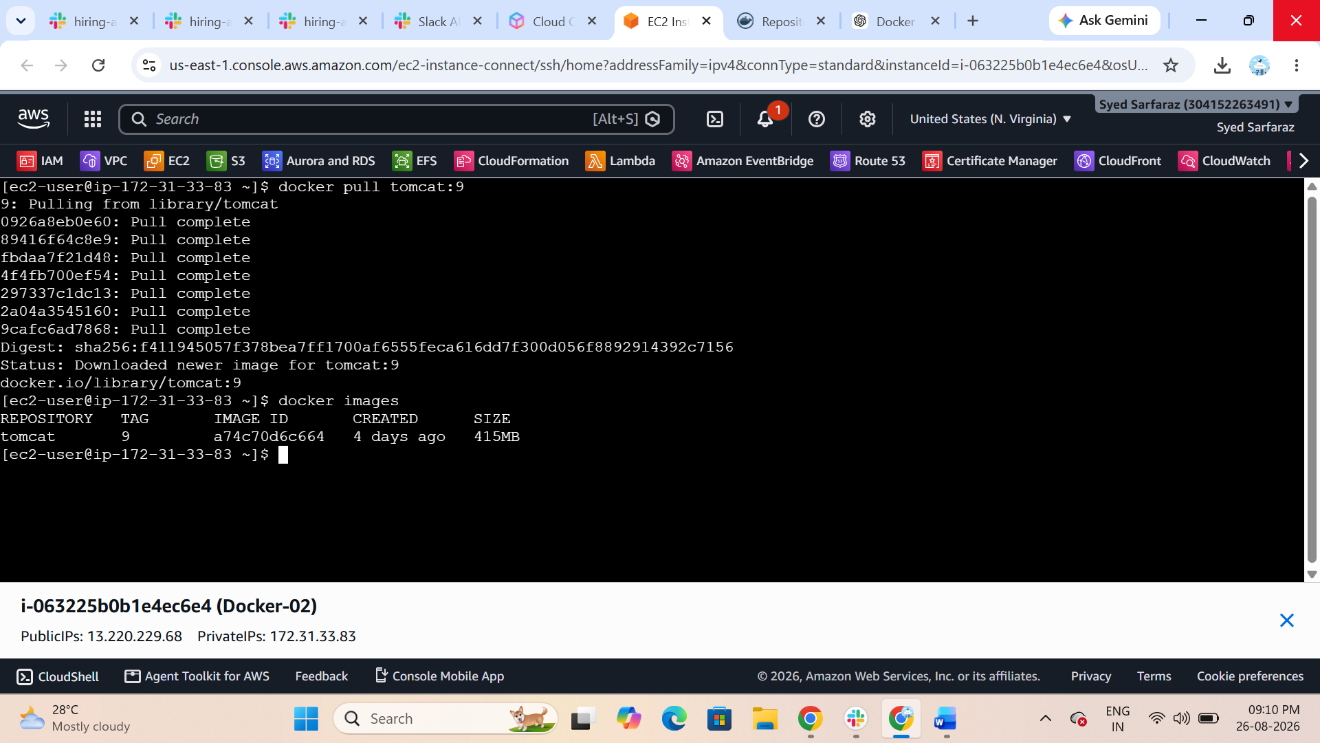 hiring-a
hiring-a
hiring-a
Slack A
Cloud C
EC2 Ins
Reposit
Docker
Ask Gemini
us-east-1.console.aws.amazon.com/ec2-instance-connect/ssh/home?addressFamily=ipv4&connType=standard&instanceId=i-063225b0b1e4ec6e4&osU...
aws
Search
[Alt+S]
1
United States (N. Virginia)
Syed Sarfaraz (304152263491)
Syed Sarfaraz
IAM
VPC
EC2
S3
Aurora and RDS
EFS
CloudFormation
Lambda
Amazon EventBridge
Route 53
Certificate Manager
CloudFront
CloudWatch
[ec2-user@ip-172-31-33-83 ~]$ docker pull tomcat:9
9: Pulling from library/tomcat
0926a8eb0e60: Pull complete
89416f64c8e9: Pull complete
fbdaa7f21d48: Pull complete
4f4fb700ef54: Pull complete
297337c1dc13: Pull complete
2a04a3545160: Pull complete
9cafc6ad7868: Pull complete
Digest: sha256:f411945057f378bea7ff1700af6555feca616dd7f300d056f8892914392c7156
Status: Downloaded newer image for tomcat:9
docker.io/library/tomcat:9
[ec2-user@ip-172-31-33-83 ~]$ docker images
REPOSITORY   TAG       IMAGE ID       CREATED      SIZE
tomcat       9         a74c70d6c664   4 days ago   415MB
[ec2-user@ip-172-31-33-83 ~]$
i-063225b0b1e4ec6e4 (Docker-02)
PublicIPs: 13.220.229.68   PrivateIPs: 172.31.33.83
CloudShell
Agent Toolkit for AWS
Feedback
Console Mobile App
© 2026, Amazon Web Services, Inc. or its affiliates.
Privacy
Terms
Cookie preferences
28°C
Mostly cloudy
Search
ENG
IN
09:10 PM
26-08-2026